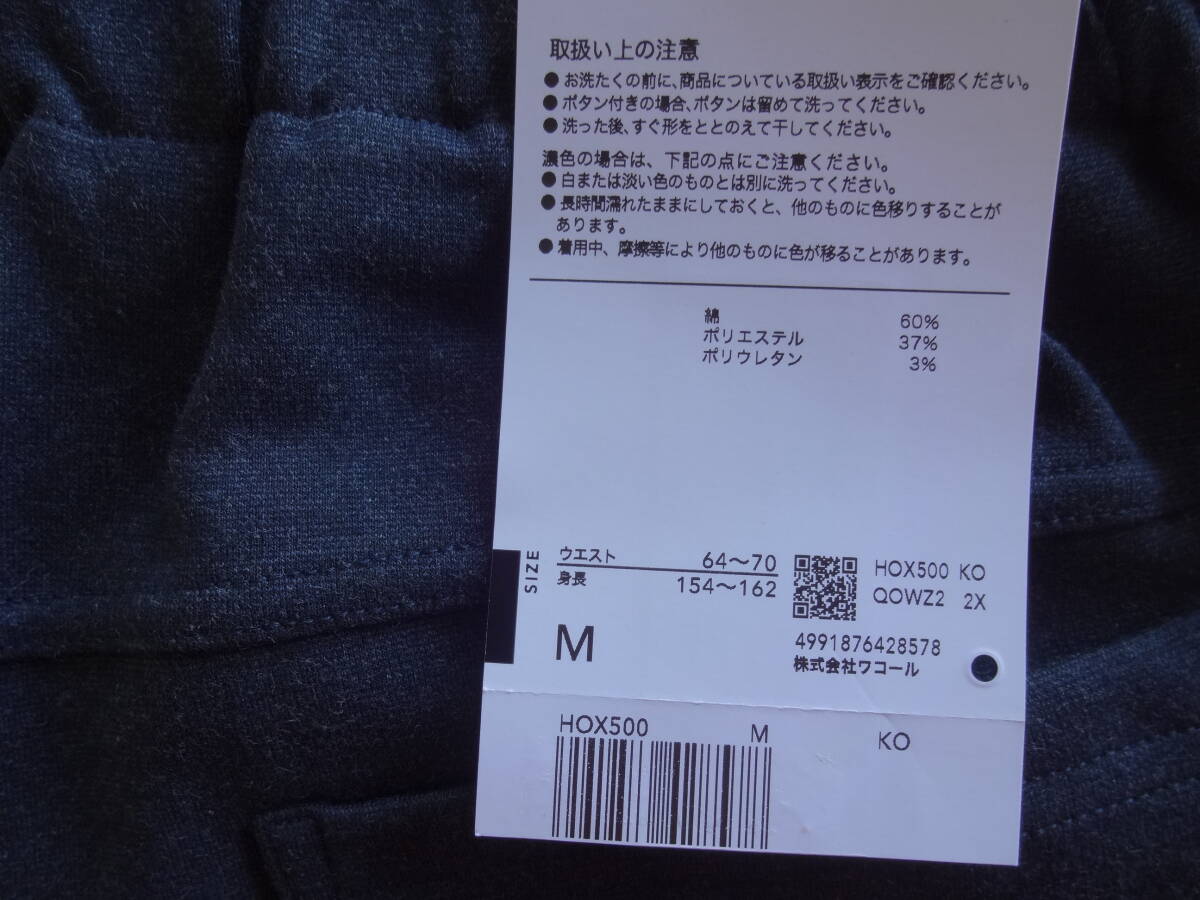 取扱い上の注意
●お洗たくの前に、商品についている取扱い表示をご確認ください。
●ボタン付きの場合、ボタンは留めて洗ってください。
●洗った後、すぐ形をととのえて干してください。
濃色の場合は、下記の点にご注意ください。
●白または淡い色のものとは別に洗ってください。
●長時間濡れたままにしておくと、他のものに色移りすることが
あります。
●着用中、摩擦等により他のものに色が移ることがあります。
綿 60%
ポリエステル 37%
ポリウレタン 3%
SIZE
ウエスト 64〜70
身長 154〜162
M
HOX500 KO
QOWZ2 2X
4991876428578
株式会社ワコール
HOX500 M KO